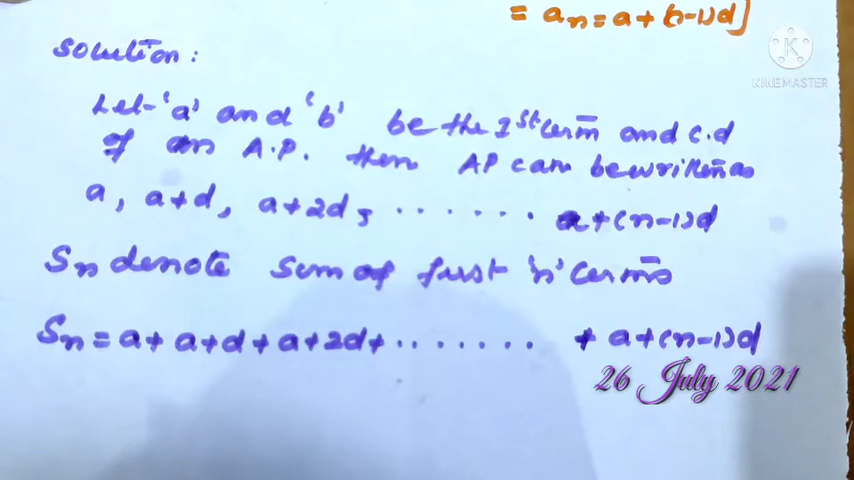 = an = a + (n-1)d]
Solution:
KINEMASTER
Let 'a' and 'b' be the 1st term and c.d
of an A.P. then AP can be written as
a, a+d, a+2d, ....... a+(n-1)d
Sn denote sum of first 'n' terms
Sn = a + a+d + a+2d + ........ + a+(n-1)d
26 July 2021